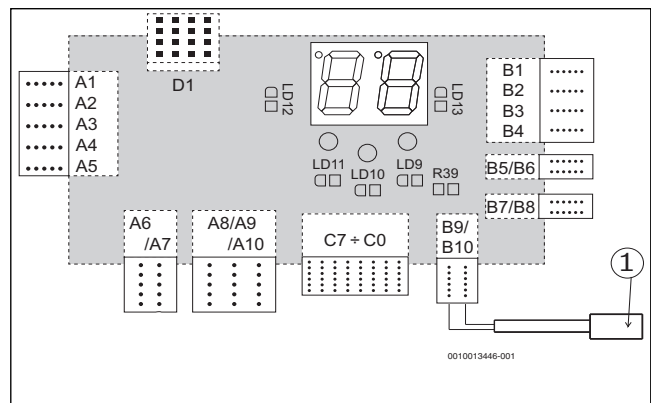 D1
A1
A2
A3
A4
A5
LD12
LD13
B1
B2
B3
B4
B5/B6
B7/B8
LD11
LD10
LD9
R39
A6
/A7
A8/A9
/A10
C7 ÷ C0
B9/
B10
1
0010013446-001